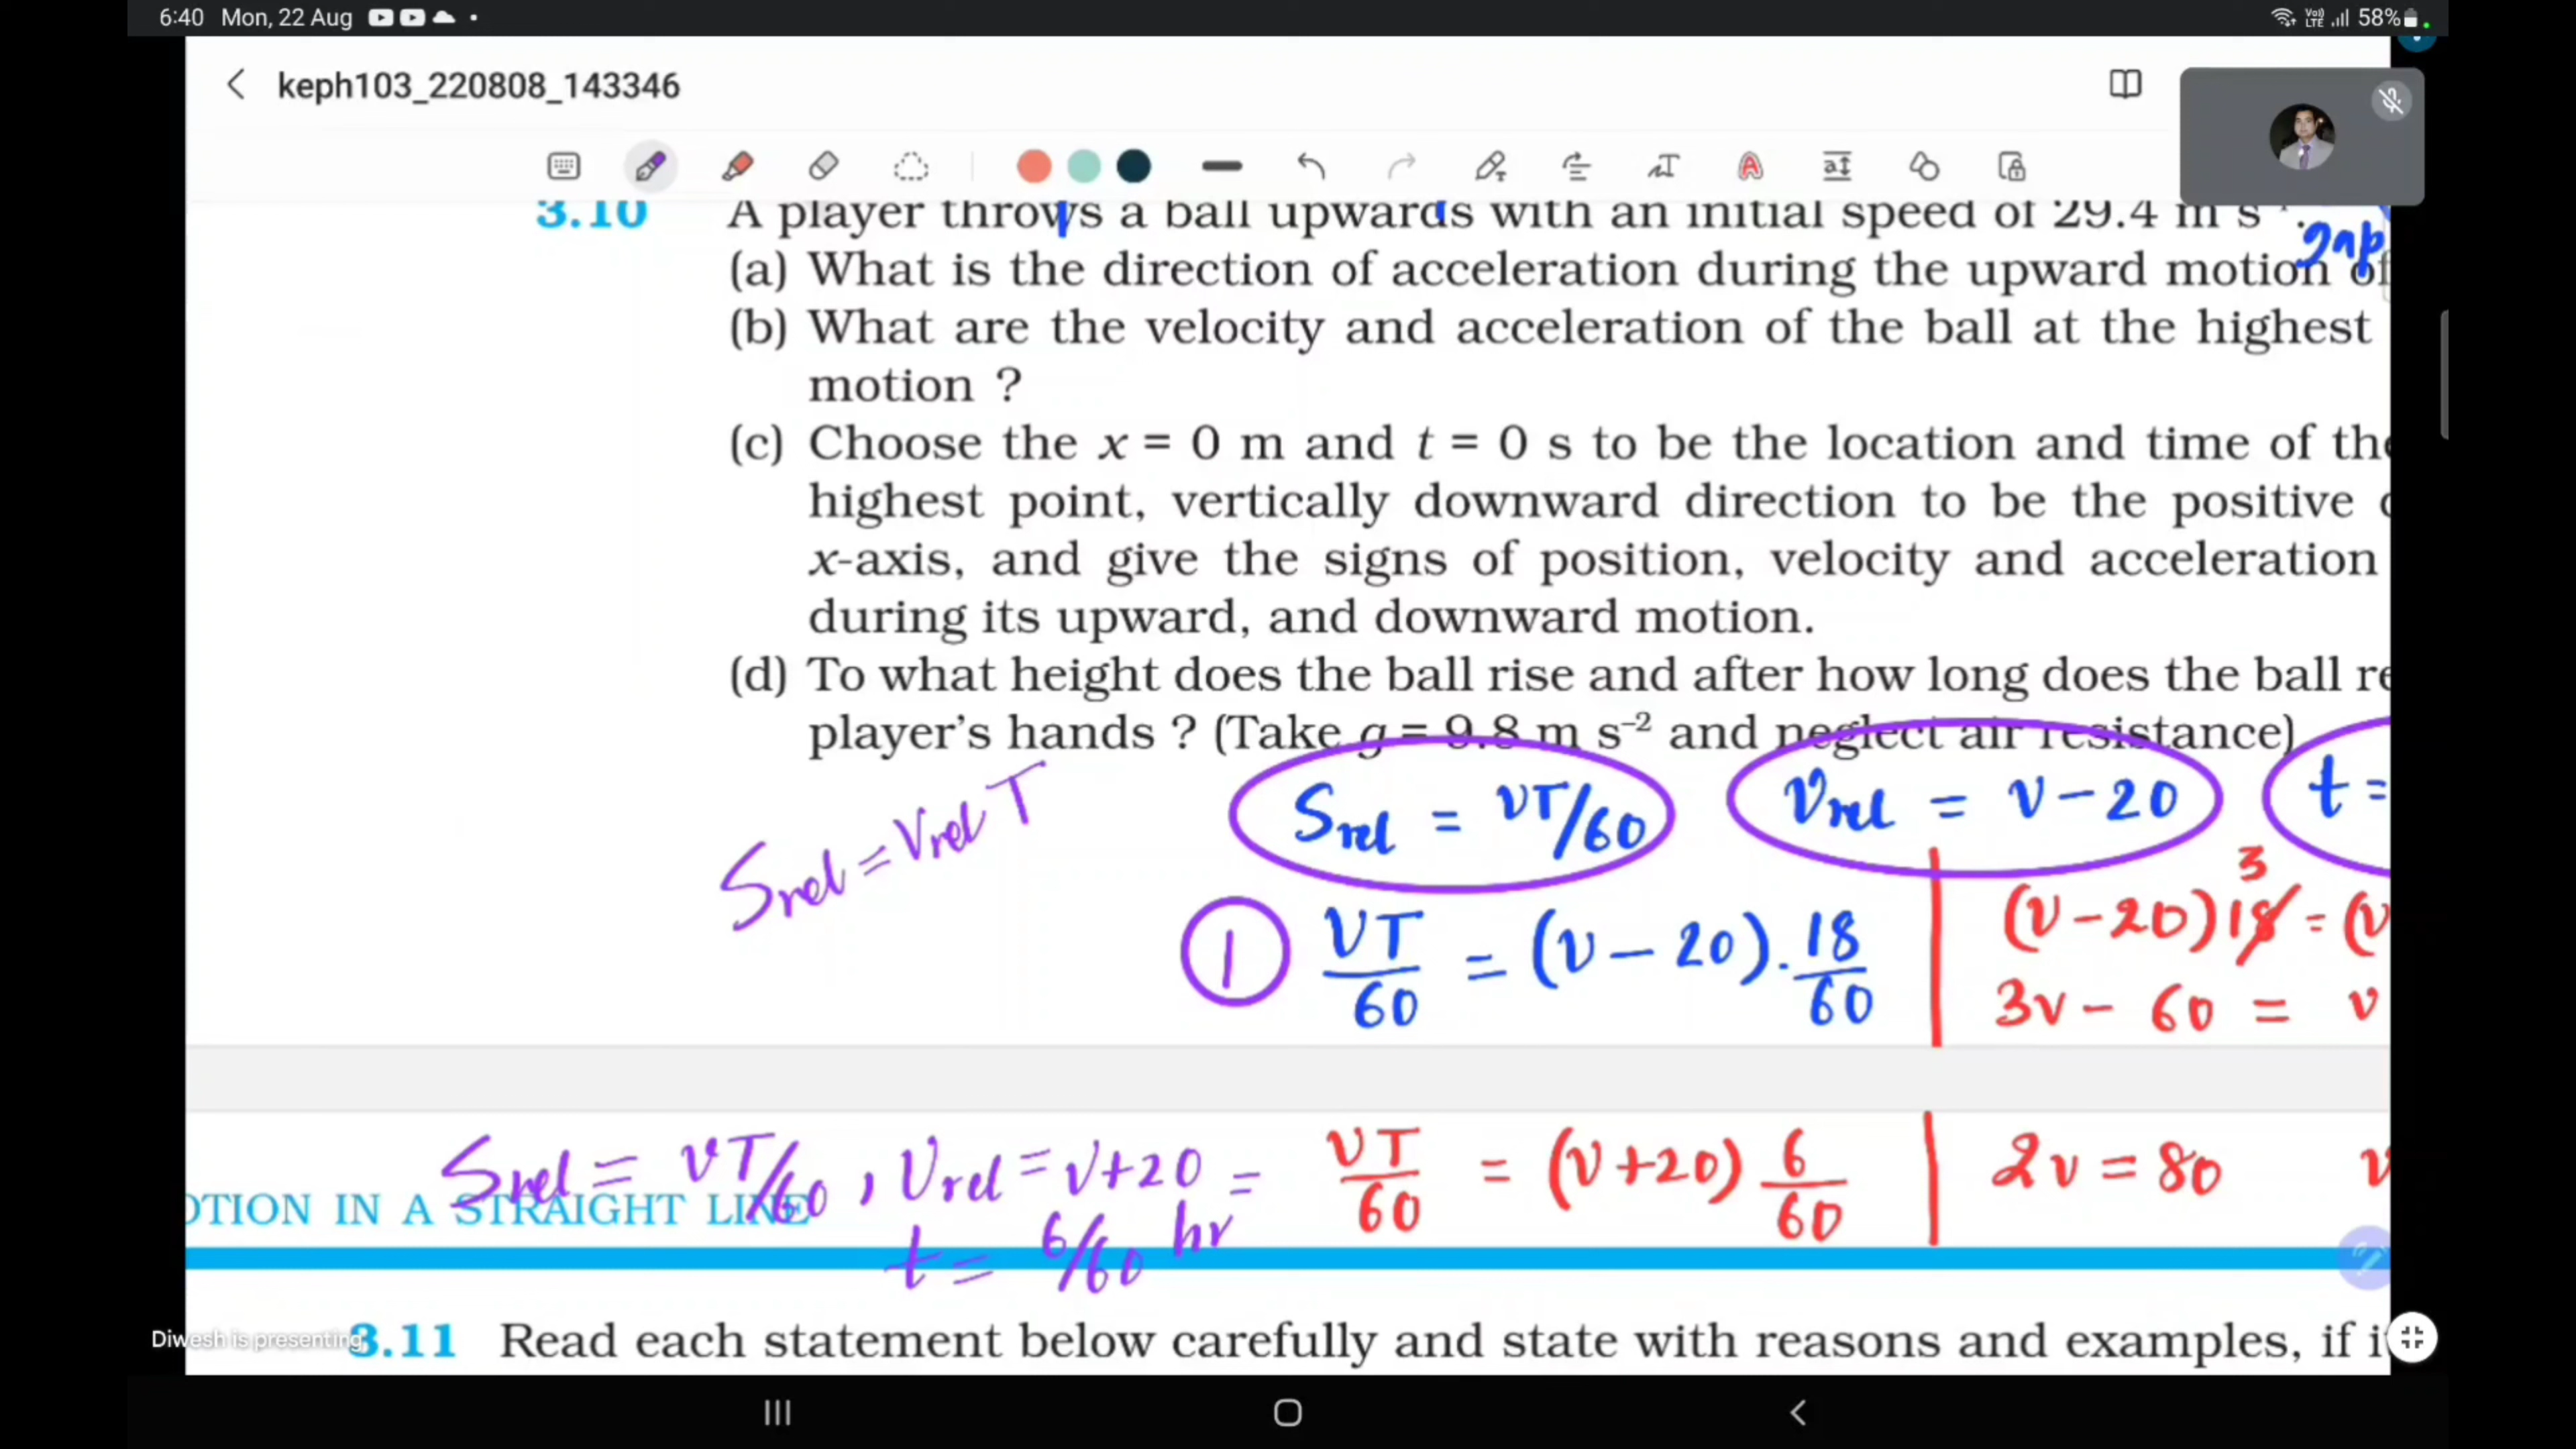 6:40 Mon, 22 Aug
Vo)) LTE 58%
keph103_220808_143346
3.10 A player throws a ball upwards with an initial speed of 29.4 m s⁻¹.
gap
(a) What is the direction of acceleration during the upward motion of
(b) What are the velocity and acceleration of the ball at the highest
motion ?
(c) Choose the x = 0 m and t = 0 s to be the location and time of the
highest point, vertically downward direction to be the positive
x-axis, and give the signs of position, velocity and acceleration
during its upward, and downward motion.
(d) To what height does the ball rise and after how long does the ball re
player's hands ? (Take g = 9.8 m s⁻² and neglect air resistance)
Srel = Vrel T
Srel = vT/60
Vrel = v-20
t =
1 VT/60 = (v - 20) . 18/60
(v-20) 18 = (v
3
3v - 60 = v
Srel = vT/60 , Vrel = v+20 =
t = 6/60 hr
VT/60 = (v+20) 6/60
2v = 80 v
OTION IN A STRAIGHT LINE
3.11 Read each statement below carefully and state with reasons and examples, if i
Diwesh is presenting